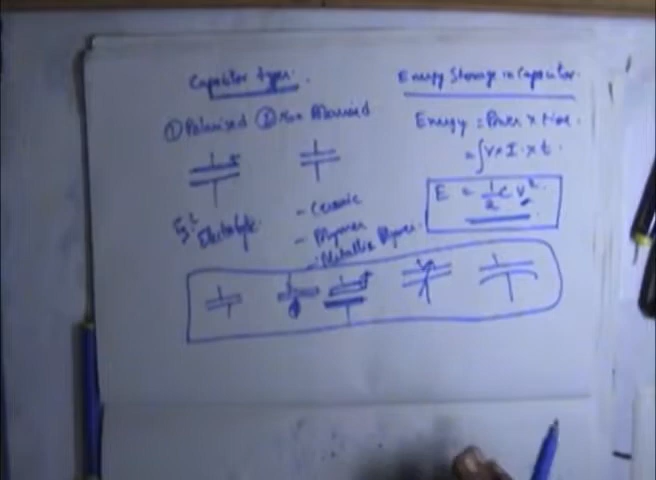 Capacitor types.
① Polarised ② Non Polarised
+
Electrolytic
- Ceramic
- Polymer
- Metallic Polymer
Energy Storage in Capacitor.
Energy = Power × time.
= ∫V × I × t.
E = 1/2 C V²